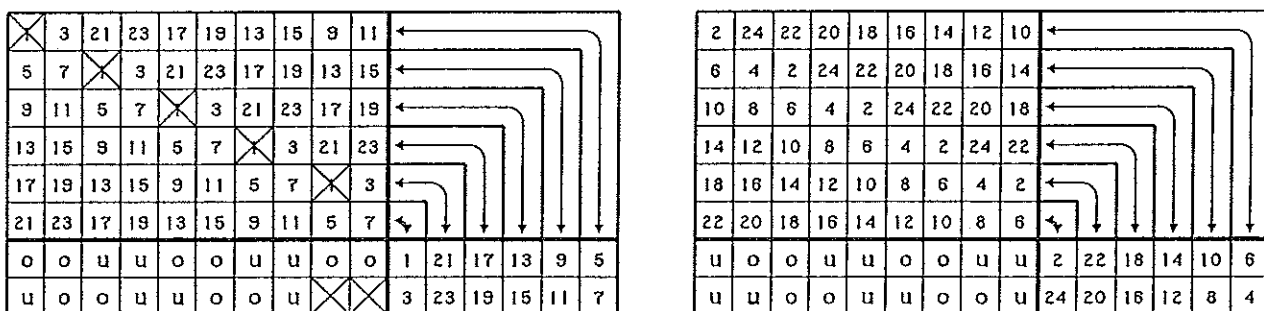 1 3 21 23 17 19 13 15 9 11
5 7 1 3 21 23 17 19 13 15
9 11 5 7 1 3 21 23 17 19
13 15 9 11 5 7 1 3 21 23
17 19 13 15 9 11 5 7 1 3
21 23 17 19 13 15 9 11 5 7
o o u u o o u u o o 1 21 17 13 9 5
u o o u u o o u 3 23 19 15 11 7
2 24 22 20 18 16 14 12 10
6 4 2 24 22 20 18 16 14
10 8 6 4 2 24 22 20 18
14 12 10 8 6 4 2 24 22
18 16 14 12 10 8 6 4 2
22 20 18 16 14 12 10 8 6
u o o u u o o u u 2 22 18 14 10 6
u u o o u u o o u 24 20 16 12 8 4